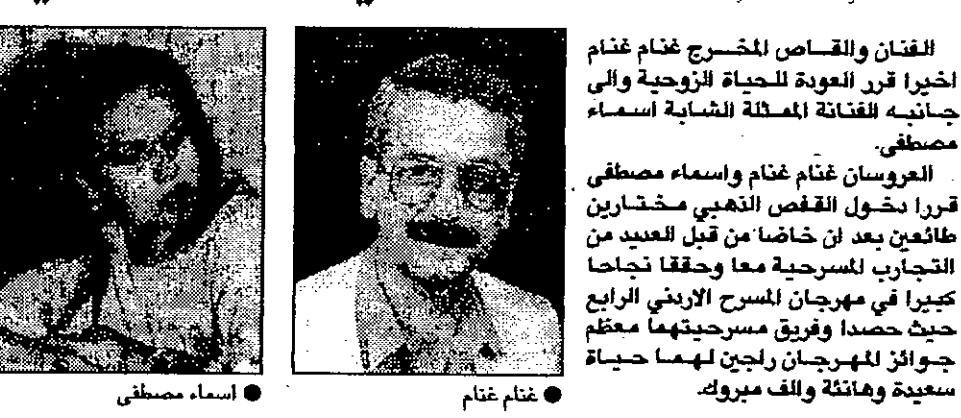 الفنان والقاص المخرج غنام غنام
اخيرا قرر العودة للحياة الزوجية والى
جانبه الفنانة الممثلة الشابة اسماء
مصطفى.
العروسان غنام غنام واسماء مصطفى
قررا دخول القفص الذهبي مختارين
طائعين بعد ان خاضا من قبل العديد من
التجارب المسرحية معا وحققا نجاحا
كبيرا في مهرجان المسرح الاردني الرابع
حيث حصدا وفريق مسرحيتهما معظم
جوائز المهرجان راجين لهما حياة
سعيدة وهانئة والف مبروك.
● غنام غنام
● اسماء مصطفى